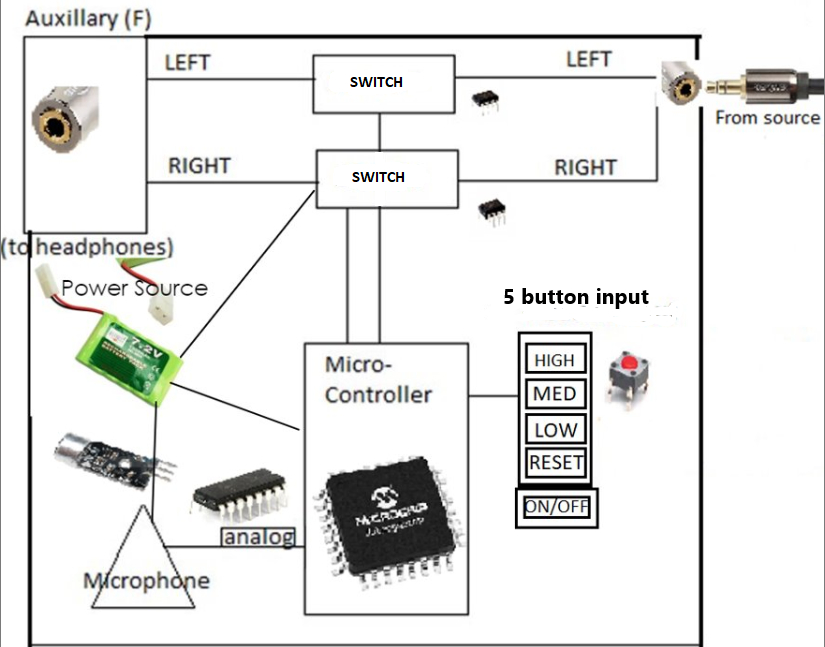 Auxillary (F)
LEFT
SWITCH
LEFT
From source
RIGHT
SWITCH
RIGHT
(to headphones)
Power Source
7.2V
5 button input
Micro-
Controller
HIGH
MED
LOW
RESET
ON/OFF
MICROCHIP
analog
Microphone